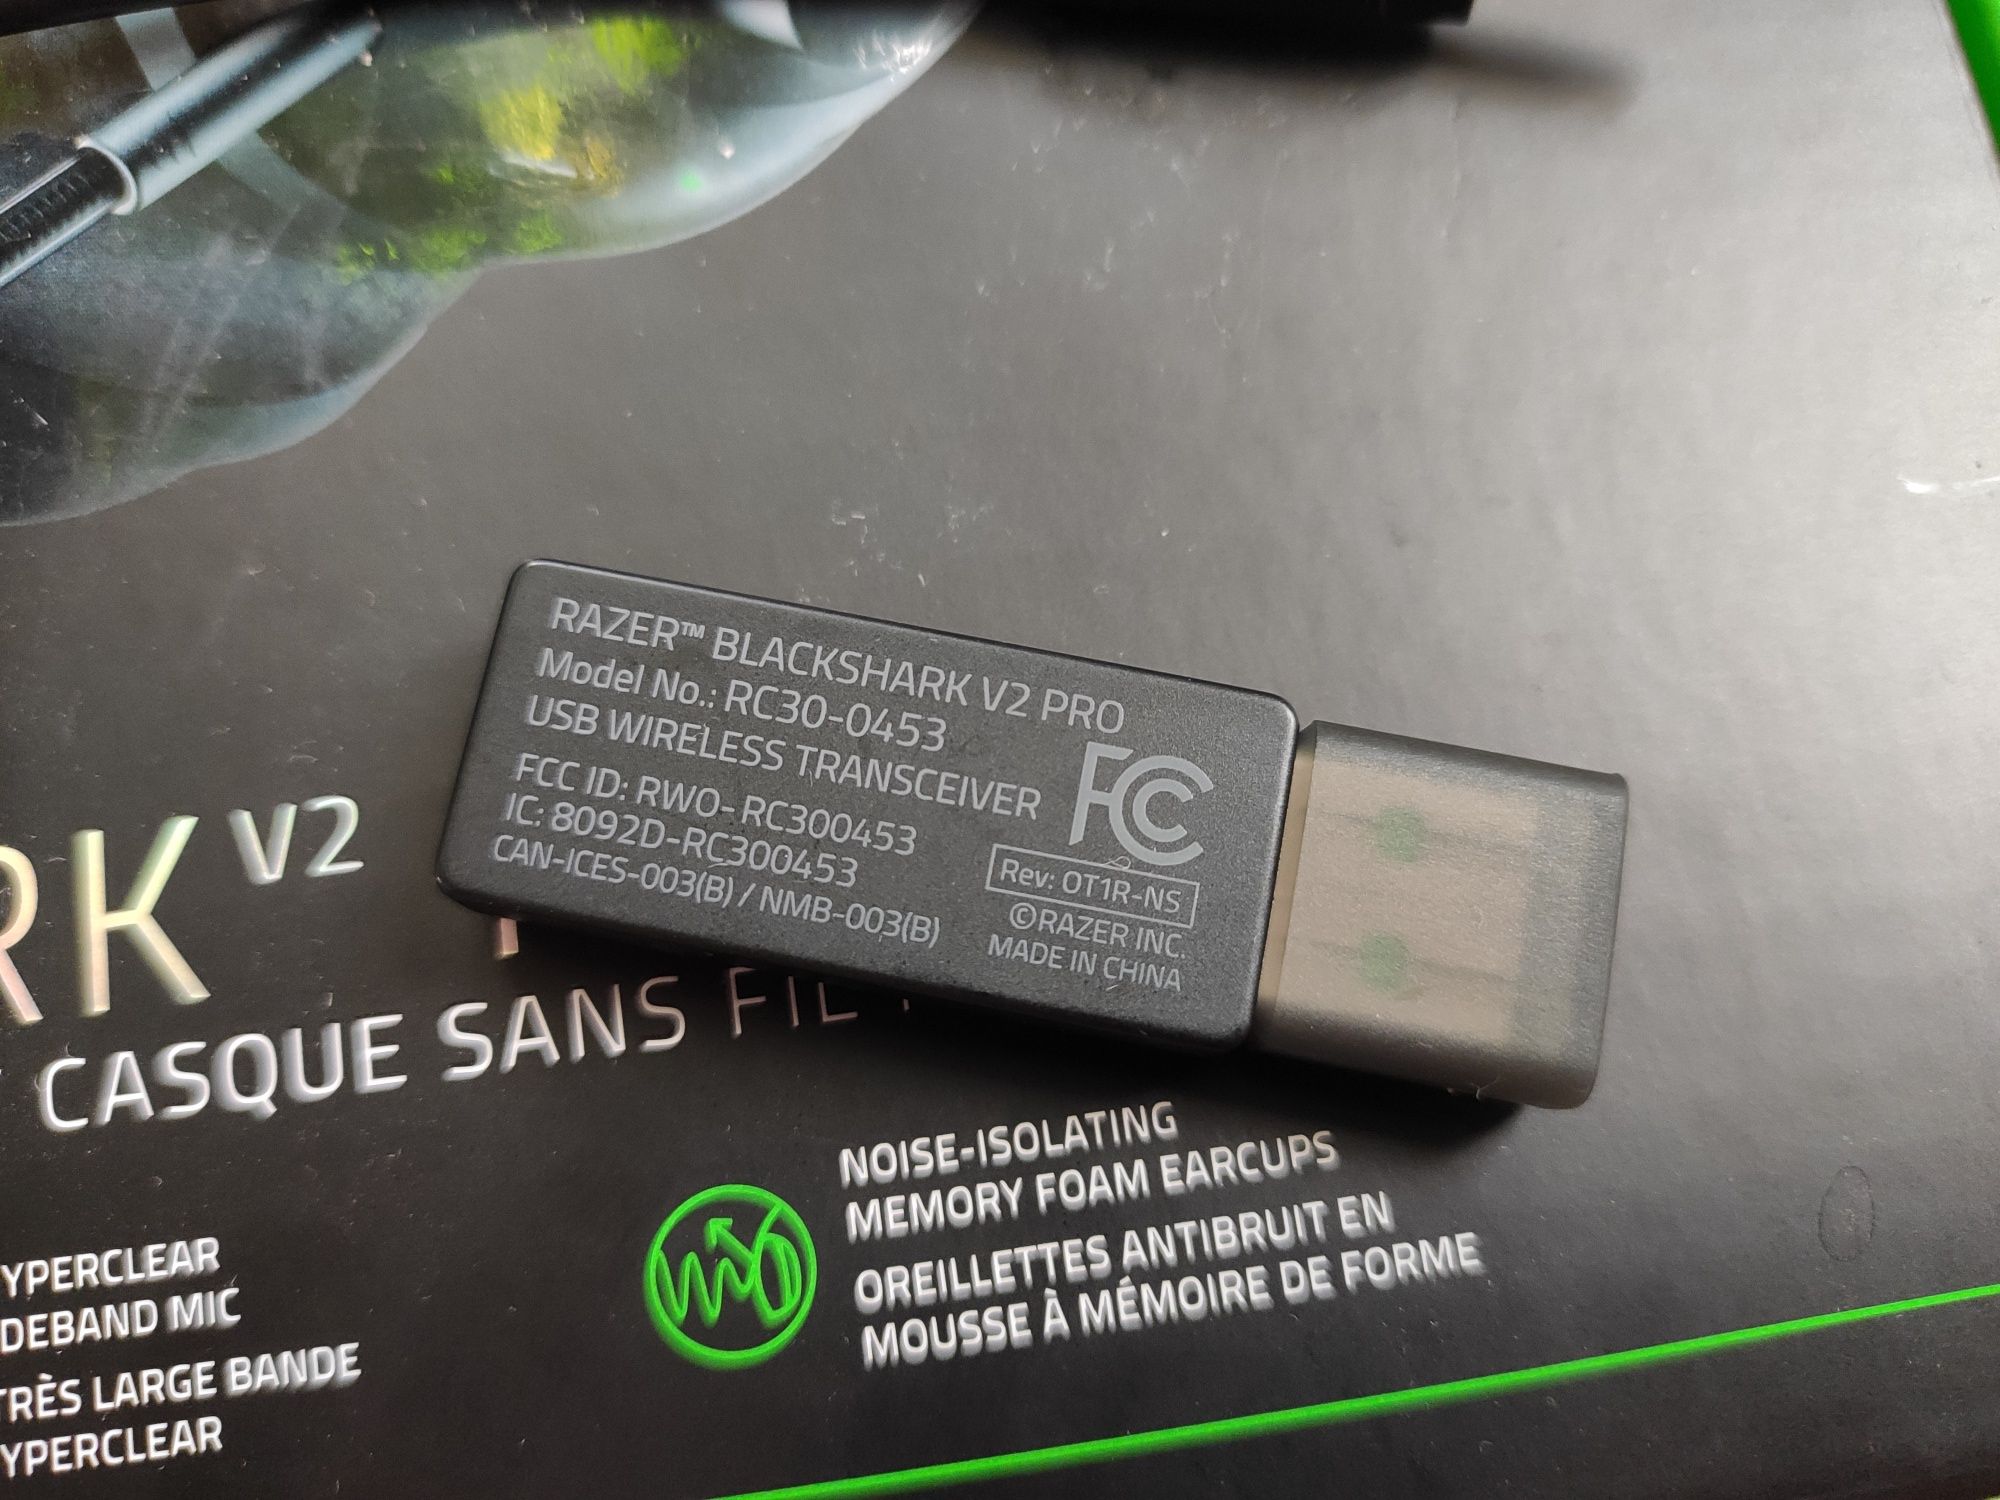 RAZER™ BLACKSHARK V2 PRO
Model No.: RC30-0453
USB WIRELESS TRANSCEIVER
FCC ID: RWO-RC300453
IC: 8092D-RC300453
CAN-ICES-003(B) / NMB-003(B)
FC
Rev: OT1R-NS
©RAZER INC.
MADE IN CHINA
RK V2
CASQUE SANS FIL
NOISE-ISOLATING
MEMORY FOAM EARCUPS
OREILLETTES ANTIBRUIT EN
MOUSSE À MÉMOIRE DE FORME
YPERCLEAR
DEBAND MIC
TRÈS LARGE BANDE
YPERCLEAR